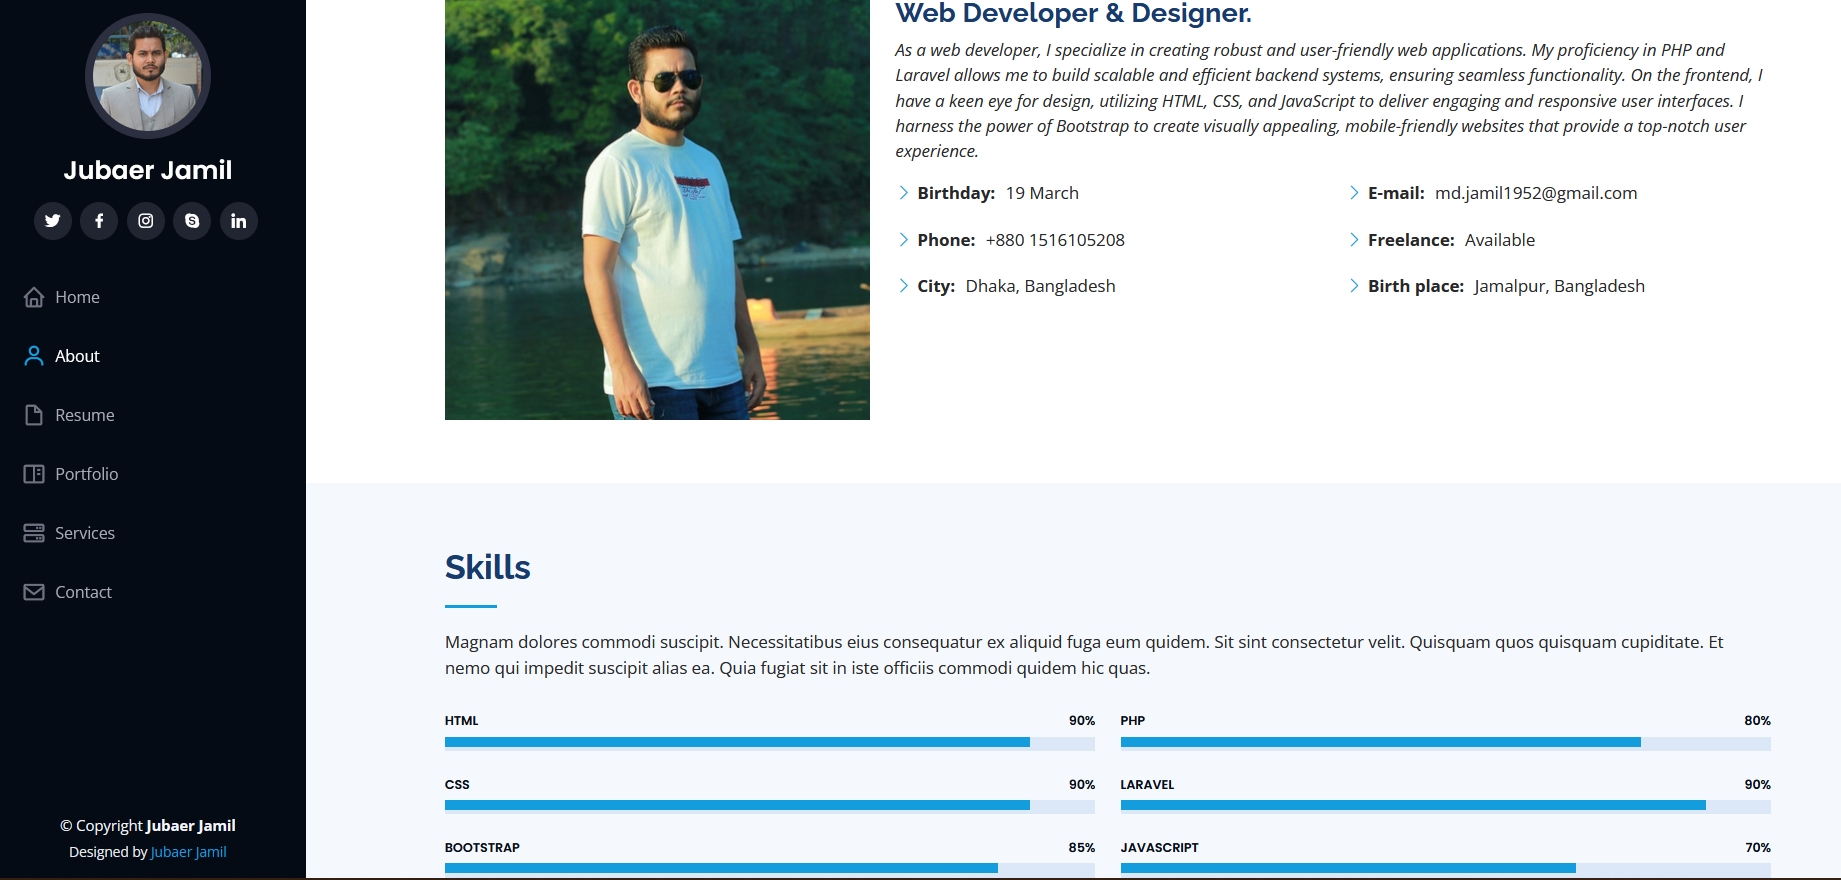 Jubaer Jamil
Home
About
Resume
Portfolio
Services
Contact
© Copyright Jubaer Jamil
Designed by Jubaer Jamil
Web Developer & Designer.
As a web developer, I specialize in creating robust and user-friendly web applications. My proficiency in PHP and
Laravel allows me to build scalable and efficient backend systems, ensuring seamless functionality. On the frontend, I
have a keen eye for design, utilizing HTML, CSS, and JavaScript to deliver engaging and responsive user interfaces. I
harness the power of Bootstrap to create visually appealing, mobile-friendly websites that provide a top-notch user
experience.
Birthday: 19 March
E-mail: md.jamil1952@gmail.com
Phone: +880 1516105208
Freelance: Available
City: Dhaka, Bangladesh
Birth place: Jamalpur, Bangladesh
Skills
Magnam dolores commodi suscipit. Necessitatibus eius consequatur ex aliquid fuga eum quidem. Sit sint consectetur velit. Quisquam quos quisquam cupiditate. Et
nemo qui impedit suscipit alias ea. Quia fugiat sit in iste officiis commodi quidem hic quas.
HTML 90%
PHP 80%
CSS 90%
LARAVEL 90%
BOOTSTRAP 85%
JAVASCRIPT 70%